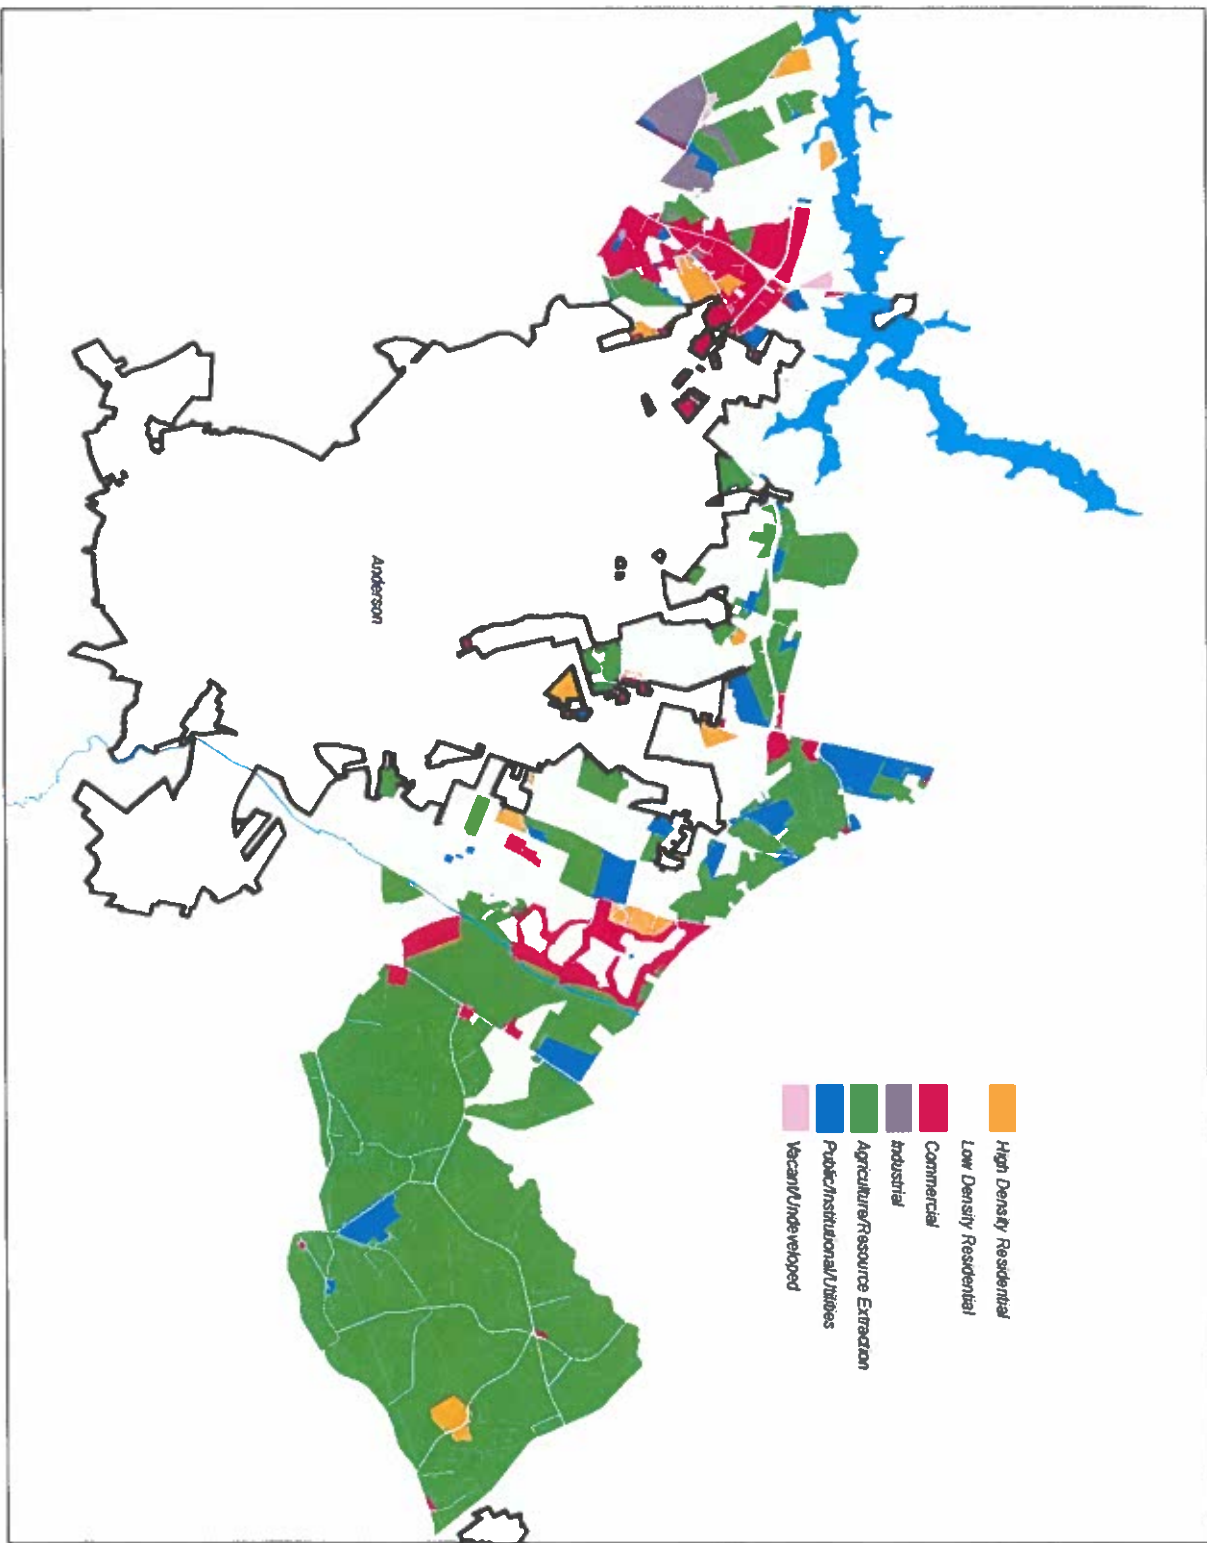 High Density Residential
Low Density Residential
Commercial
Industrial
Agriculture/Resource Extraction
Public/Institutional/Utilities
Vacant/Undeveloped
Anderson